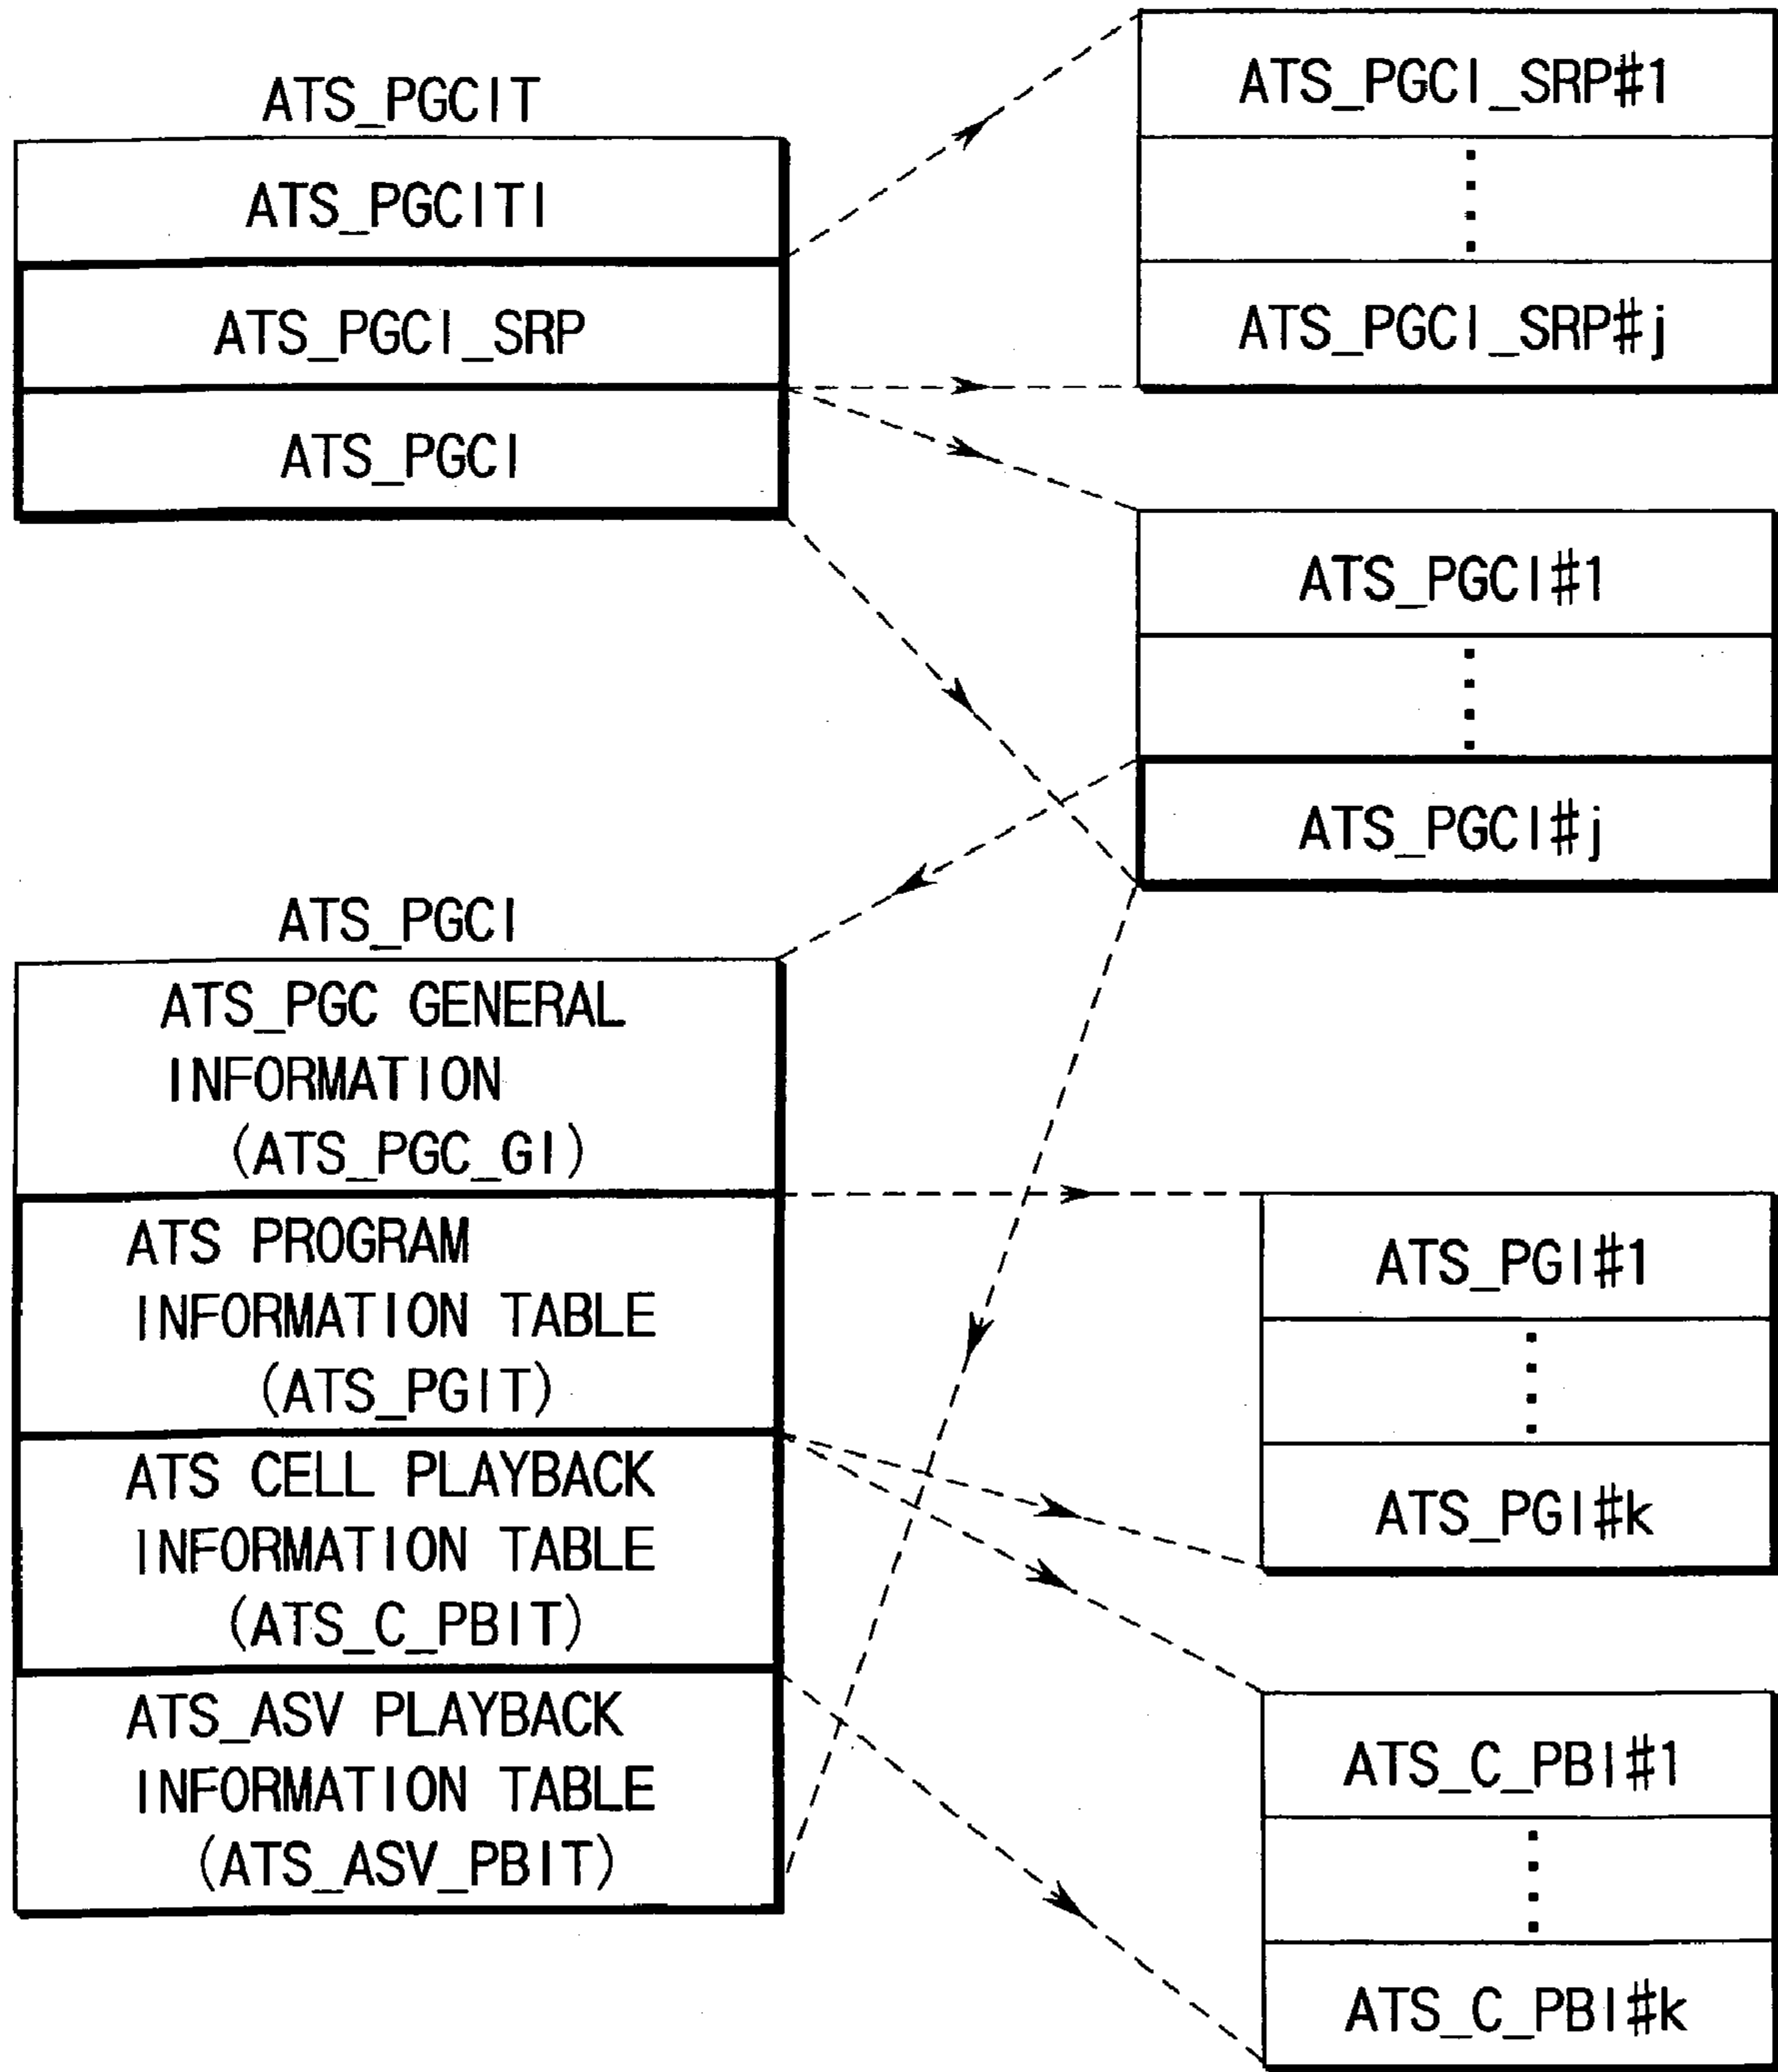 ATS_PGCIT
ATS_PGCITI
ATS_PGCI_SRP
ATS_PGCI
ATS_PGCI_SRP#1
ATS_PGCI_SRP#j
ATS_PGCI#1
ATS_PGCI#j
ATS_PGCI
ATS_PGC GENERAL
INFORMATION
(ATS_PGC_GI)
ATS PROGRAM
INFORMATION TABLE
(ATS_PGIT)
ATS CELL PLAYBACK
INFORMATION TABLE
(ATS_C_PBIT)
ATS_ASV PLAYBACK
INFORMATION TABLE
(ATS_ASV_PBIT)
ATS_PGI#1
ATS_PGI#k
ATS_C_PBI#1
ATS_C_PBI#k